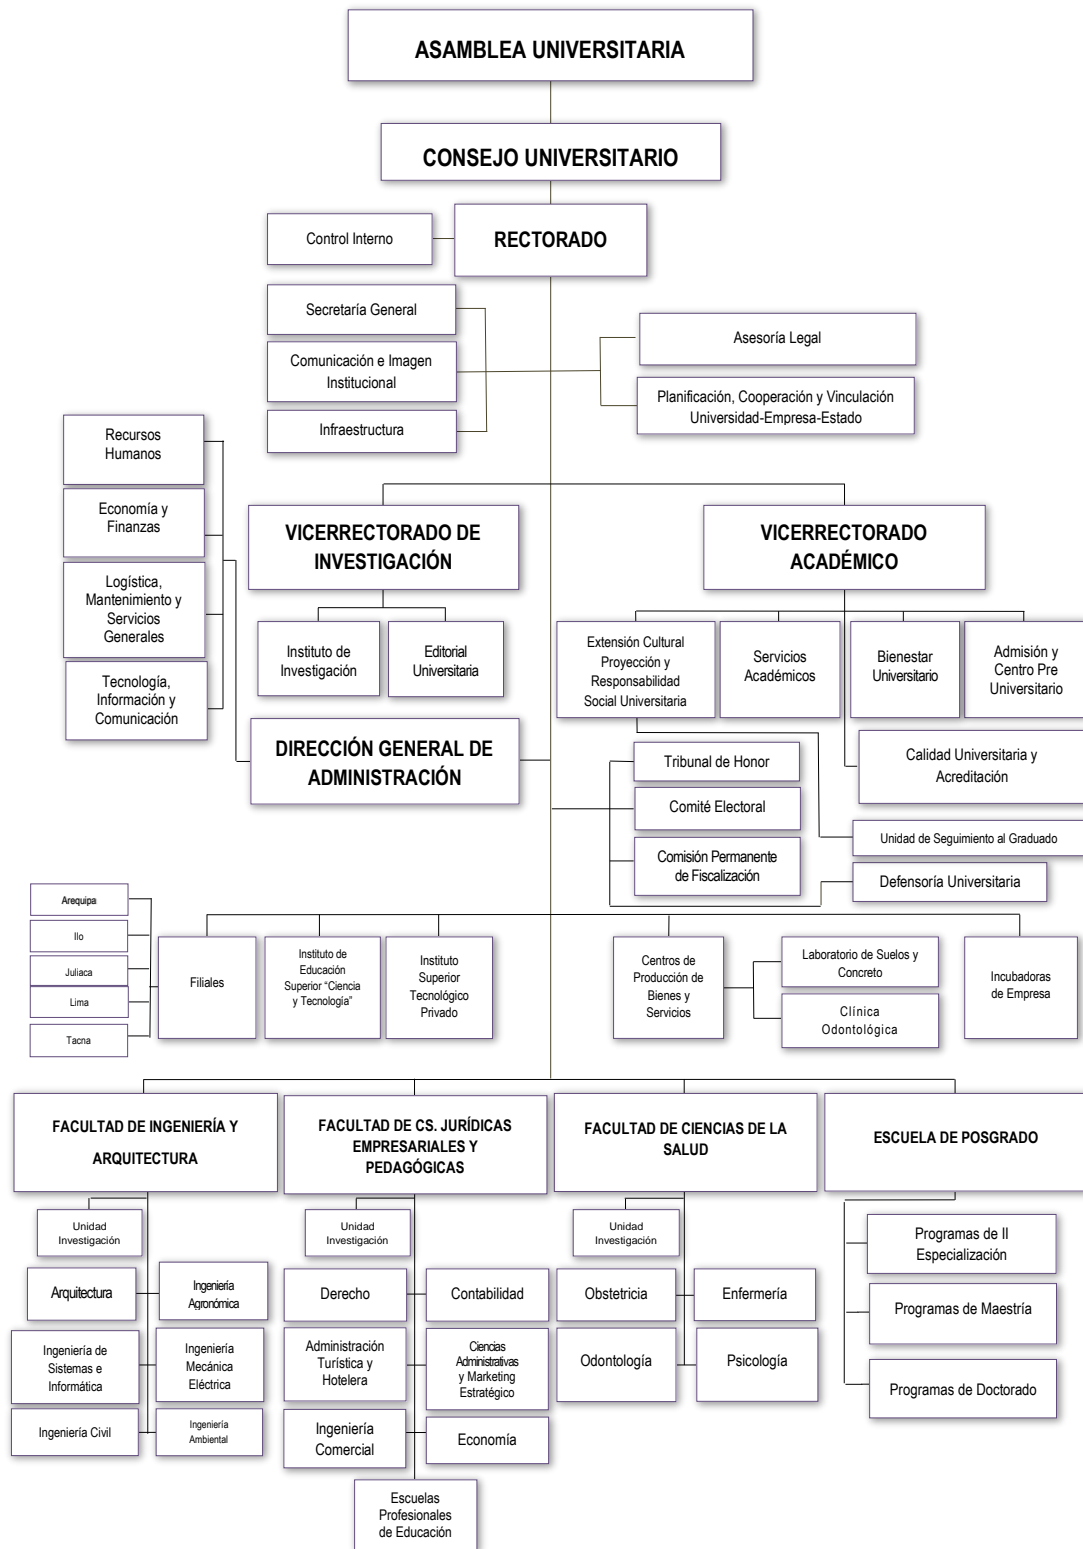 ASAMBLEA UNIVERSITARIA
CONSEJO UNIVERSITARIO
RECTORADO
Control Interno
Secretaría General
Comunicación e Imagen
Institucional
Infraestructura
Asesoría Legal
Planificación, Cooperación y Vinculación
Universidad-Empresa-Estado
Recursos
Humanos
Economía y
Finanzas
Logística,
Mantenimiento y
Servicios
Generales
Tecnología,
Información y
Comunicación
VICERRECTORADO DE
INVESTIGACIÓN
Instituto de
Investigación
Editorial
Universitaria
VICERRECTORADO
ACADÉMICO
Extensión Cultural
Proyección y
Responsabilidad
Social Universitaria
Servicios
Académicos
Bienestar
Universitario
Admisión y
Centro Pre
Universitario
DIRECCIÓN GENERAL DE
ADMINISTRACIÓN
Calidad Universitaria y
Acreditación
Tribunal de Honor
Comité Electoral
Comisión Permanente
de Fiscalización
Unidad de Seguimiento al Graduado
Defensoría Universitaria
Arequipa
Ilo
Juliaca
Lima
Tacna
Filiales
Instituto de
Educación
Superior “Ciencia
y Tecnología”
Instituto
Superior
Tecnológico
Privado
Centros de
Producción de
Bienes y
Servicios
Laboratorio de Suelos y
Concreto
Clínica
Odontológica
Incubadoras
de Empresa
FACULTAD DE INGENIERÍA Y
ARQUITECTURA
FACULTAD DE CS. JURÍDICAS
EMPRESARIALES Y
PEDAGÓGICAS
FACULTAD DE CIENCIAS DE LA
SALUD
ESCUELA DE POSGRADO
Unidad
Investigación
Arquitectura
Ingeniería
Agronómica
Ingeniería de
Sistemas e
Informática
Ingeniería
Mecánica
Eléctrica
Ingeniería Civil
Ingeniería
Ambiental
Unidad
Investigación
Derecho
Contabilidad
Administración
Turística y
Hotelera
Ciencias
Administrativas
y Marketing
Estratégico
Ingeniería
Comercial
Economía
Escuelas
Profesionales
de Educación
Unidad
Investigación
Obstetricia
Enfermería
Odontología
Psicología
Programas de II
Especialización
Programas de Maestría
Programas de Doctorado